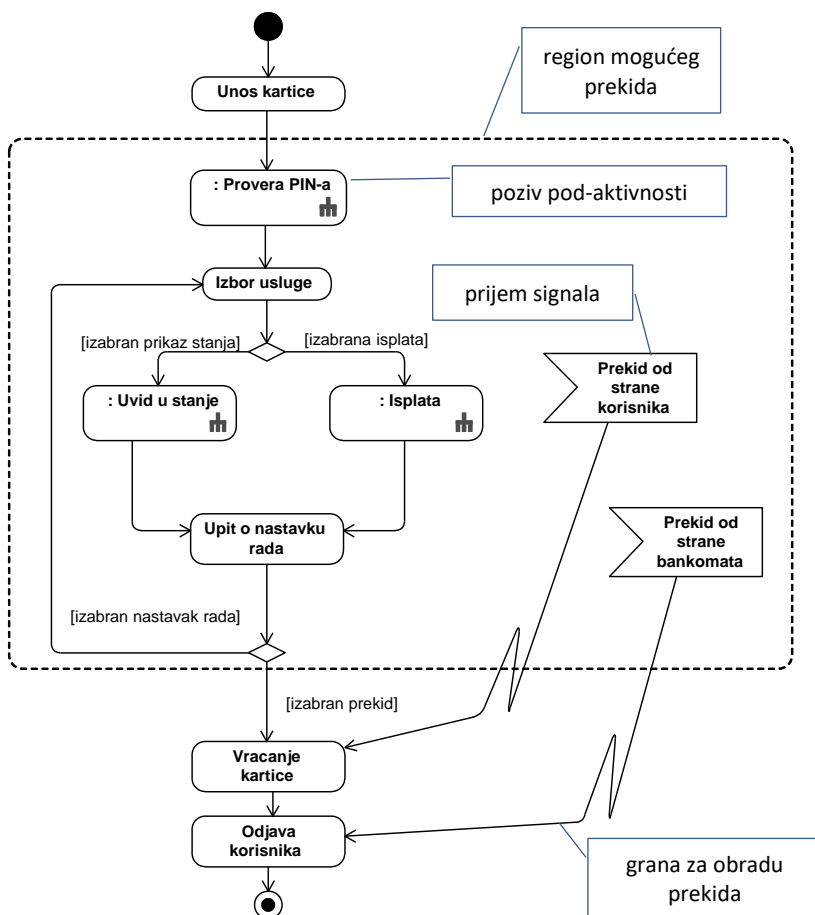 region mogućeg
prekida
Unos kartice
: Provera PIN-a
poziv pod-aktivnosti
Izbor usluge
prijem signala
[izabran prikaz stanja]
[izabrana isplata]
Prekid od
strane
korisnika
: Uvid u stanje
: Isplata
Upit o nastavku
rada
Prekid od
strane
bankomata
[izabran nastavak rada]
[izabran prekid]
Vracanje
kartice
Odjava
korisnika
grana za obradu
prekida